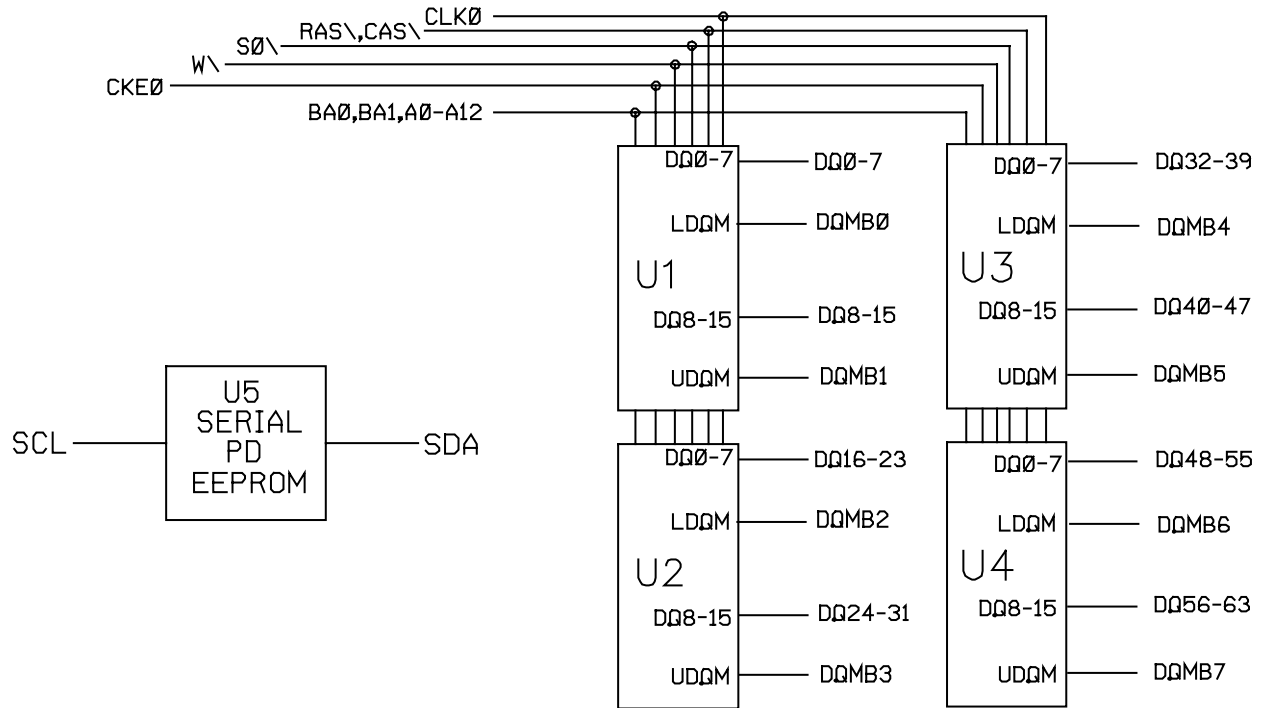 CLKØ
RAS\,CAS\
SØ\
W\
CKEØ
BAØ,BA1,AØ-A12
DQØ-7
DQØ-7
LDQM
DQMBØ
U1
DQ8-15
DQ8-15
UDQM
DQMB1
DQØ-7
DQ16-23
LDQM
DQMB2
U2
DQ8-15
DQ24-31
UDQM
DQMB3
DQØ-7
DQ32-39
LDQM
DQMB4
U3
DQ8-15
DQ4Ø-47
UDQM
DQMB5
DQØ-7
DQ48-55
LDQM
DQMB6
U4
DQ8-15
DQ56-63
UDQM
DQMB7
SCL
U5
SERIAL
PD
EEPROM
SDA